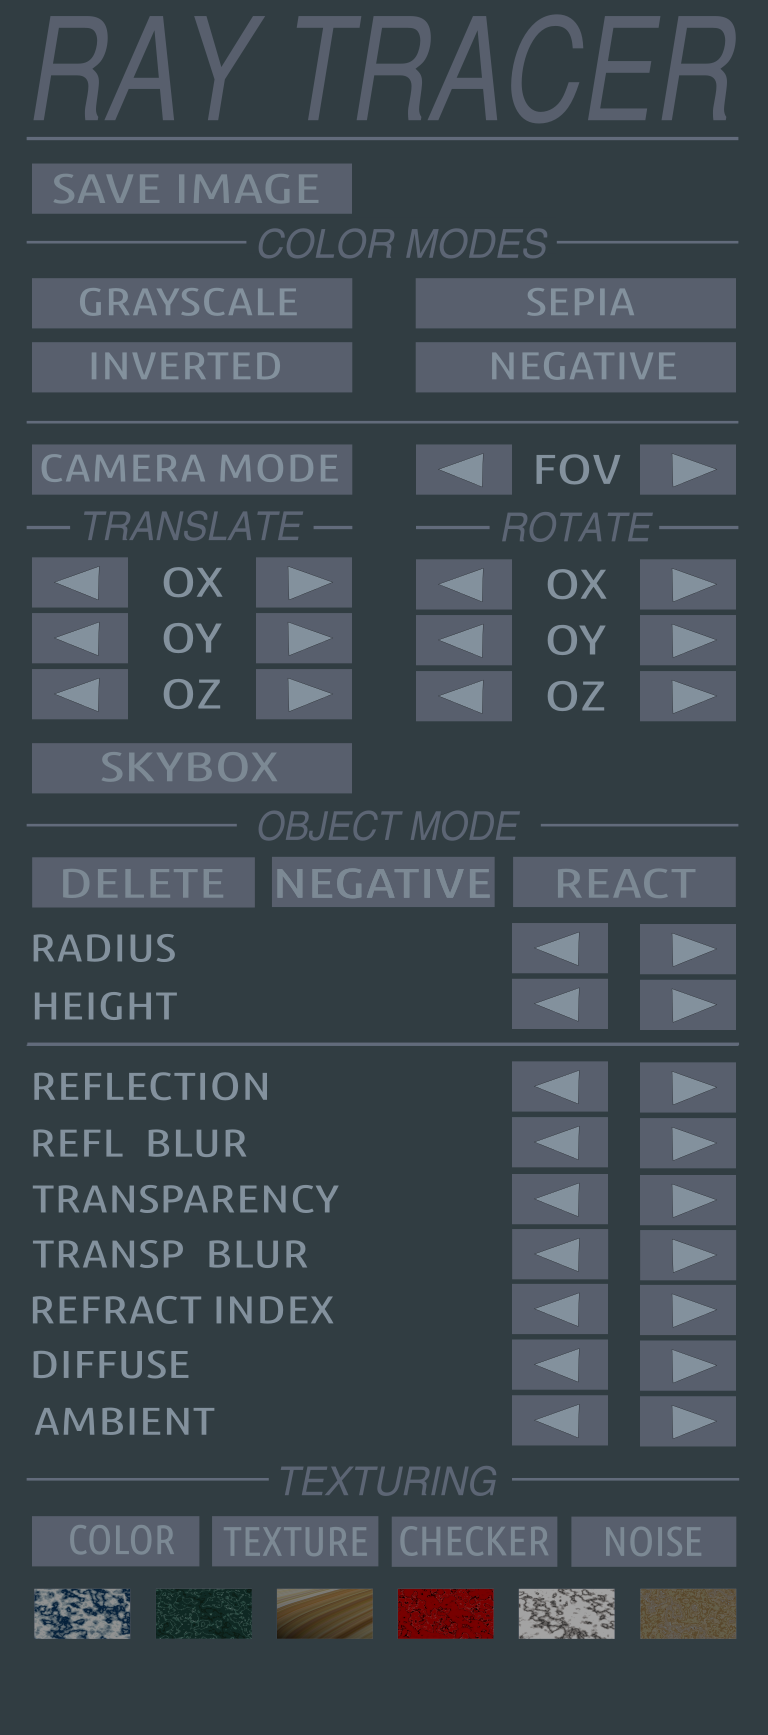 RAY TRACER
SAVE IMAGE
COLOR MODES
GRAYSCALE SEPIA
INVERTED NEGATIVE
CAMERA MODE FOV
TRANSLATE ROTATE
OX OX
OY OY
OZ OZ
SKYBOX
OBJECT MODE
DELETE NEGATIVE REACT
RADIUS
HEIGHT
REFLECTION
REFL BLUR
TRANSPARENCY
TRANSP BLUR
REFRACT INDEX
DIFFUSE
AMBIENT
TEXTURING
COLOR TEXTURE CHECKER NOISE